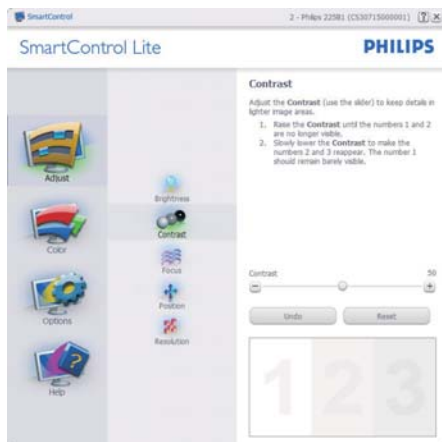 SmartControl
2 - Philips 225B1 (CS30715000001)
SmartControl Lite
PHILIPS
Adjust
Color
Options
Help
Brightness
Contrast
Focus
Position
Resolution
Contrast
Adjust the Contrast (use the slider) to keep details in
lighter image areas.
1. Raise the Contrast until the numbers 1 and 2
are no longer visible.
2. Slowly lower the Contrast to make the
numbers 2 and 3 reappear. The number 1
should remain barely visible.
Contrast 50
Undo Reset
1 2 3